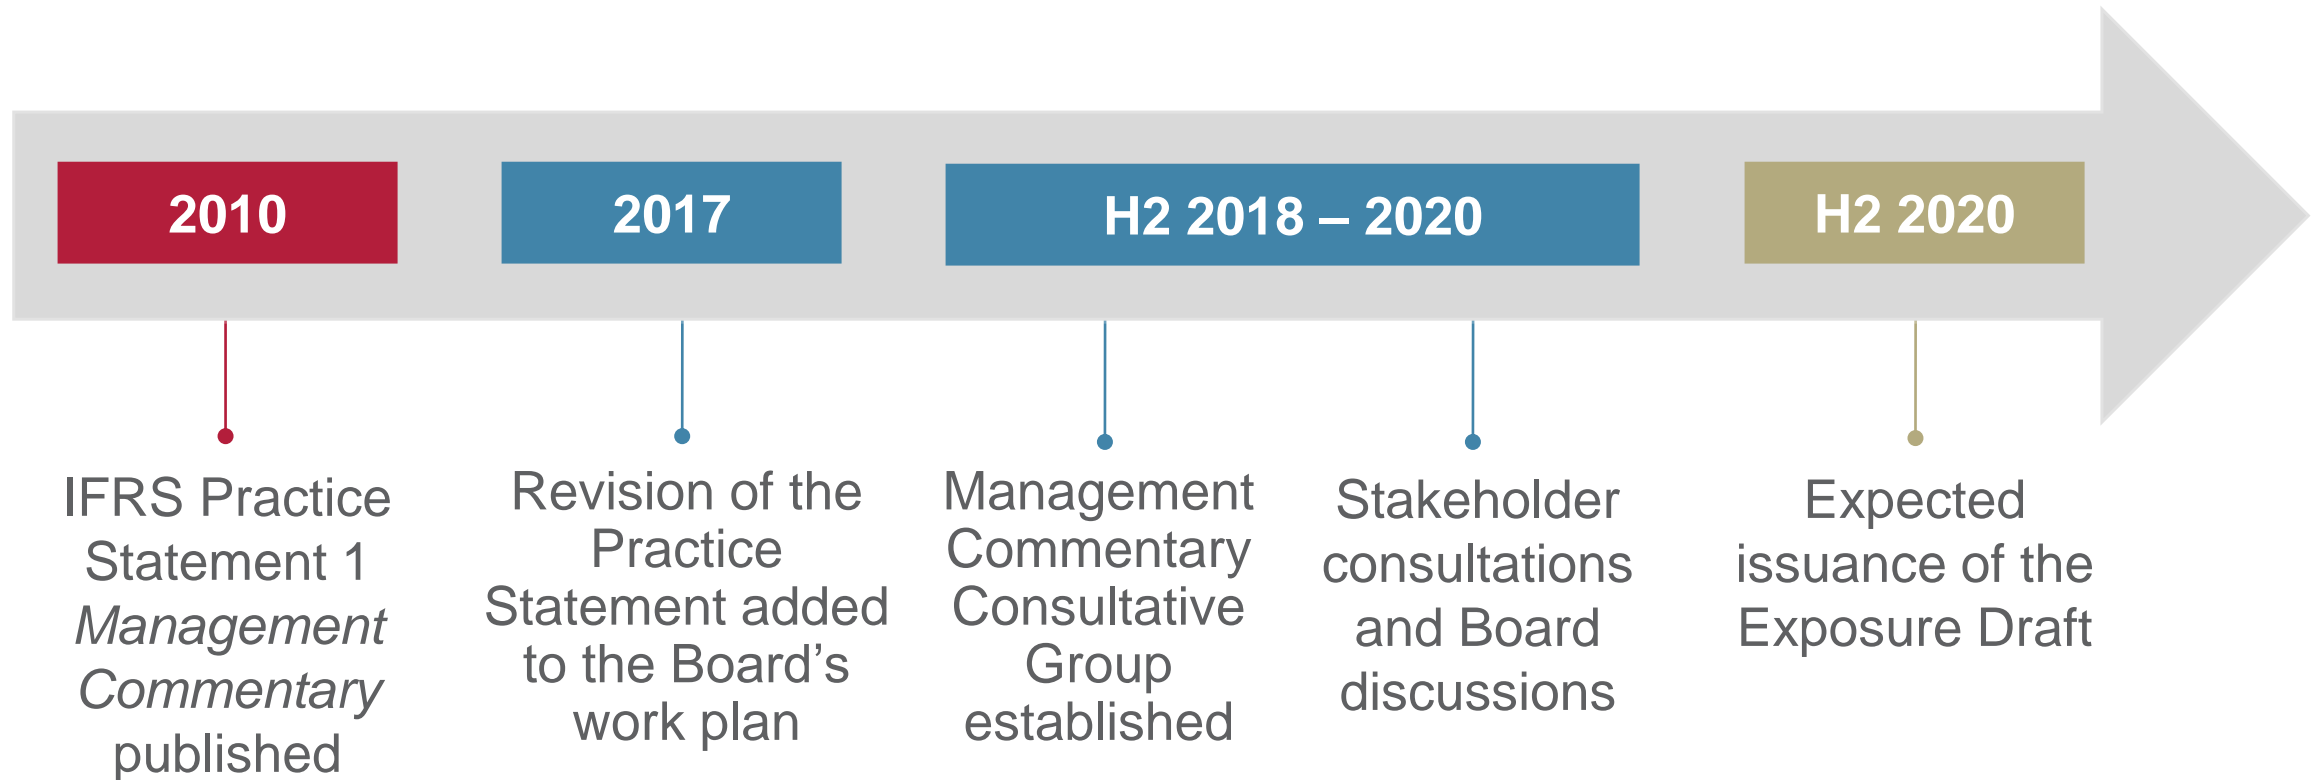 2010
2017
H2 2018 – 2020
H2 2020
IFRS Practice
Statement 1
Management
Commentary
published
Revision of the
Practice
Statement added
to the Board’s
work plan
Management
Commentary
Consultative
Group
established
Stakeholder
consultations
and Board
discussions
Expected
issuance of the
Exposure Draft